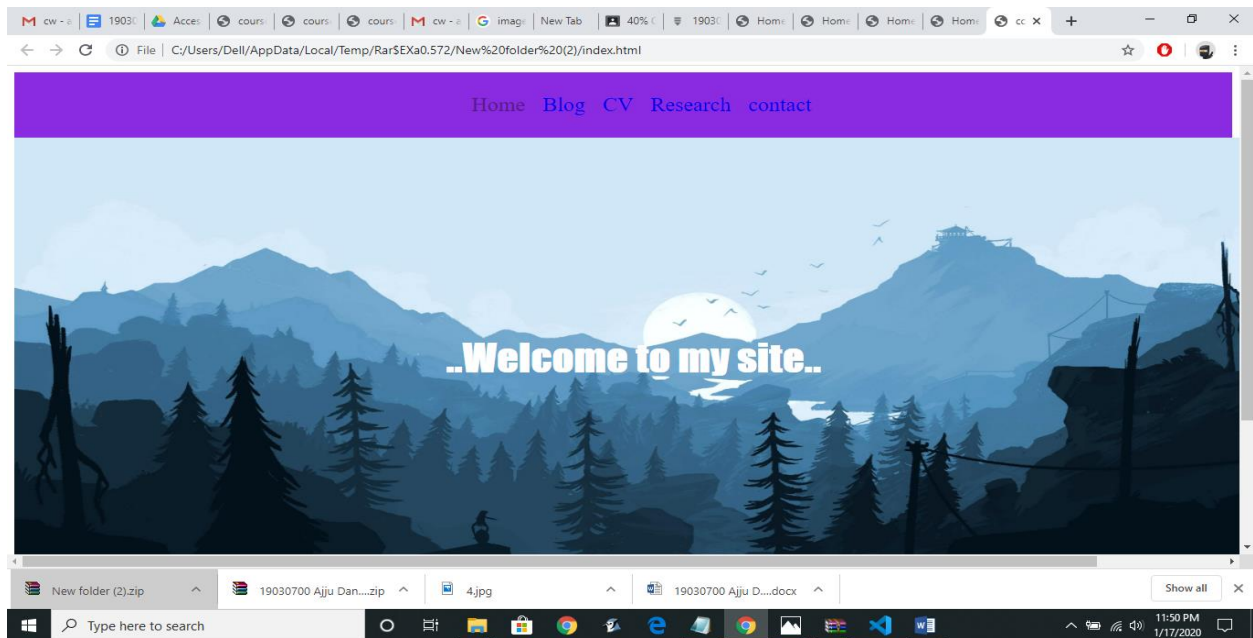 cw - a 1903( Acces cours cours cours cw - a image New Tab 40% ( 1903( Home Home Home Home cc
File C:/Users/Dell/AppData/Local/Temp/Rar$EXa0.572/New%20folder%20(2)/index.html
Home Blog CV Research contact
..Welcome to my site..
New folder (2).zip 19030700 Ajju Dan....zip 4.jpg 19030700 Ajju D....docx Show all
Type here to search 11:50 PM
1/17/2020